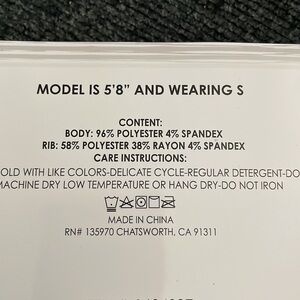 MODEL IS 5'8" AND WEARING S
CONTENT:
BODY: 96% POLYESTER 4% SPANDEX
RIB: 58% POLYESTER 38% RAYON 4% SPANDEX
CARE INSTRUCTIONS:
OLD WITH LIKE COLORS-DELICATE CYCLE-REGULAR DETERGENT-DO
MACHINE DRY LOW TEMPERATURE OR HANG DRY-DO NOT IRON
MADE IN CHINA
RN# 135970 CHATSWORTH, CA 91311